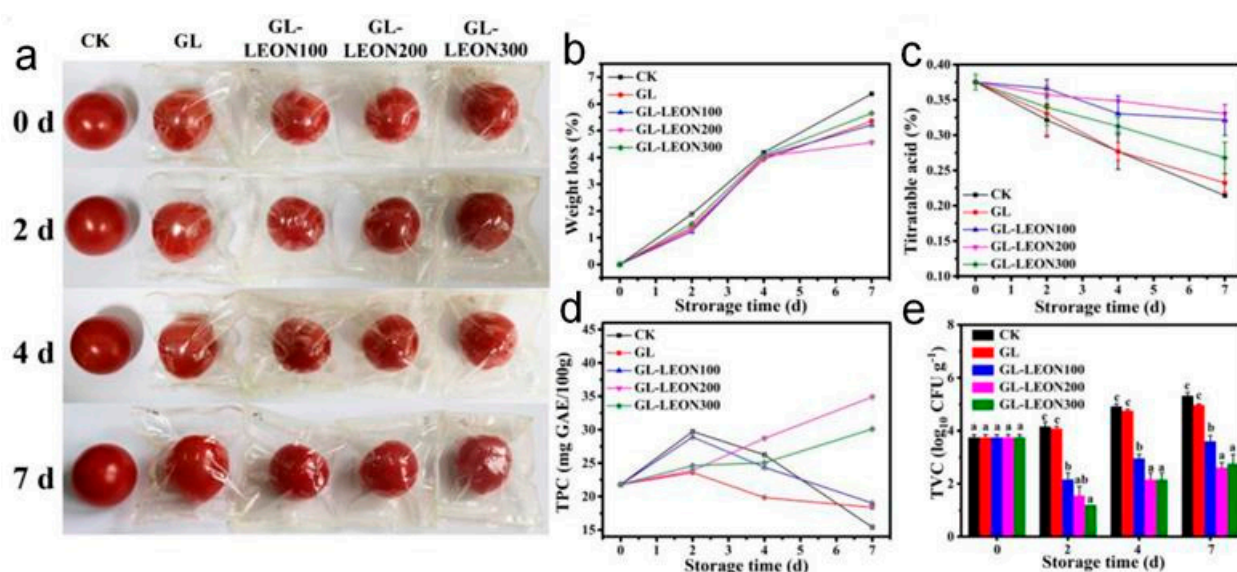 a
CK GL GL-LEON100 GL-LEON200 GL-LEON300
0 d
2 d
4 d
7 d
b
Weight loss (%)
7
6
5
4
3
2
1
0
CK
GL
GL-LEON100
GL-LEON200
GL-LEON300
0 1 2 3 4 5 6 7
Strorage time (d)
c
Titratable acid (%)
0.40
0.35
0.30
0.25
0.20
0.15
0.10
CK
GL
GL-LEON100
GL-LEON200
GL-LEON300
0 1 2 3 4 5 6 7
Strorage time (d)
d
TPC (mg GAE/100g)
45
40
35
30
25
20
15
CK
GL
GL-LEON100
GL-LEON200
GL-LEON300
0 1 2 3 4 5 6 7
Storage time (d)
e
TVC (log10 CFU g-1)
8
6
4
2
0
CK
GL
GL-LEON100
GL-LEON200
GL-LEON300
a a a a a
c c b ab a
c c b a a
c c b a a
0 2 4 7
Storage time (d)